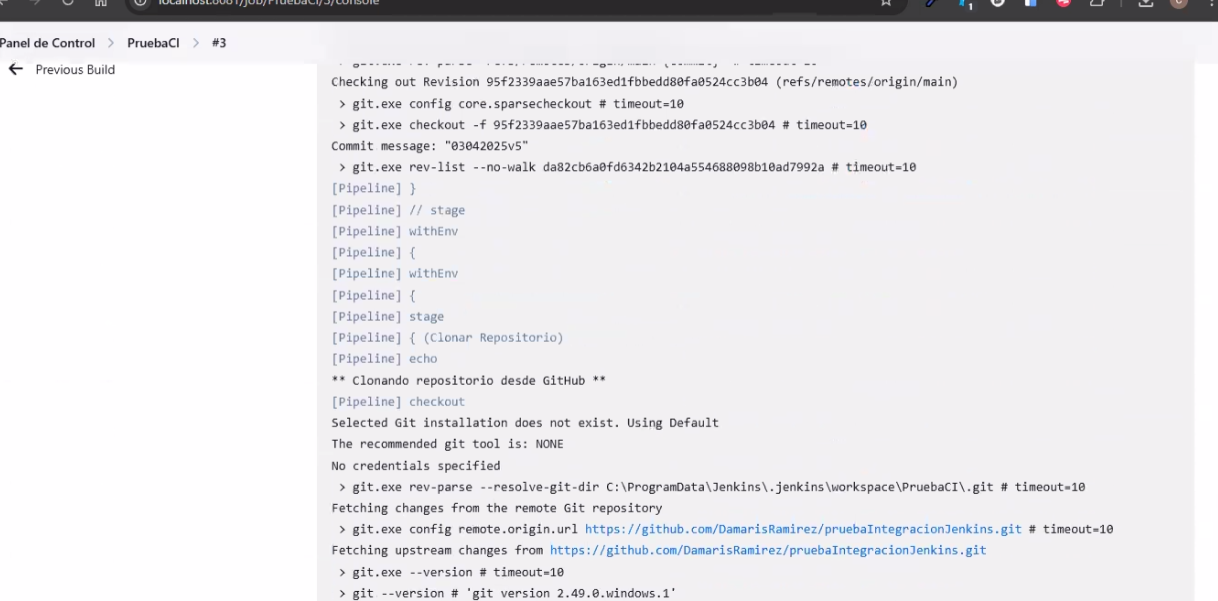 localhost:8081/job/PruebaCI/3/console
Panel de Control > PruebaCI > #3
Previous Build
Checking out Revision 95f2339aae57ba163ed1fbbedd80fa0524cc3b04 (refs/remotes/origin/main)
> git.exe config core.sparsecheckout # timeout=10
> git.exe checkout -f 95f2339aae57ba163ed1fbbedd80fa0524cc3b04 # timeout=10
Commit message: "03042025v5"
> git.exe rev-list --no-walk da82cb6a0fd6342b2104a554688098b10ad7992a # timeout=10
[Pipeline] }
[Pipeline] // stage
[Pipeline] withEnv
[Pipeline] {
[Pipeline] withEnv
[Pipeline] {
[Pipeline] stage
[Pipeline] { (Clonar Repositorio)
[Pipeline] echo
** Clonando repositorio desde GitHub **
[Pipeline] checkout
Selected Git installation does not exist. Using Default
The recommended git tool is: NONE
No credentials specified
> git.exe rev-parse --resolve-git-dir C:\ProgramData\Jenkins\.jenkins\workspace\PruebaCI\.git # timeout=10
Fetching changes from the remote Git repository
> git.exe config remote.origin.url https://github.com/DamarisRamirez/pruebaIntegracionJenkins.git # timeout=10
Fetching upstream changes from https://github.com/DamarisRamirez/pruebaIntegracionJenkins.git
> git.exe --version # timeout=10
> git --version # 'git version 2.49.0.windows.1'